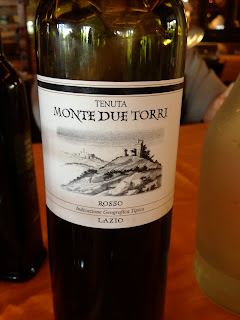 TENUTA
MONTE DUE TORRI
ROSSO
Indicazione Geografica Tipica
LAZIO